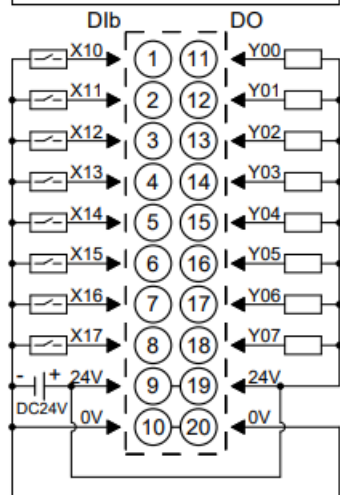 DIb DO
X10 1 11 Y00
X11 2 12 Y01
X12 3 13 Y02
X13 4 14 Y03
X14 5 15 Y04
X15 6 16 Y05
X16 7 17 Y06
X17 8 18 Y07
- + 24V 9 19 24V
DC24V
0V 10 20 0V